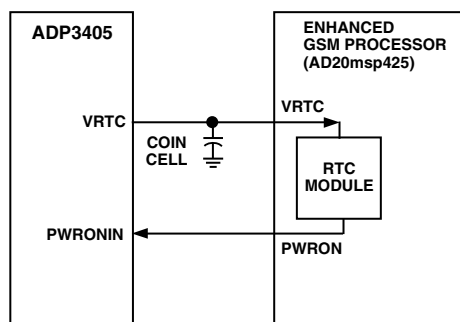 ADP3405
ENHANCED
GSM PROCESSOR
(AD20msp425)
VRTC
VRTC
COIN
CELL
RTC
MODULE
PWRONIN
PWRON